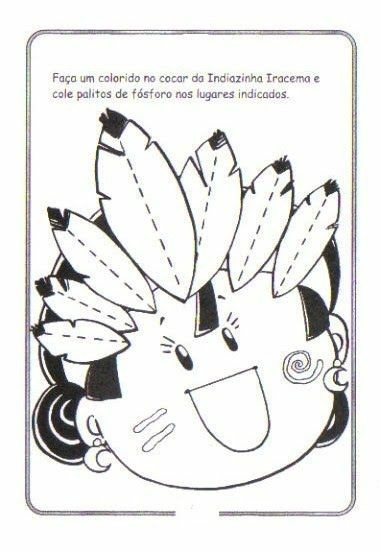 Faça um colorido no cocar da Indiazinha Iracema e
cole palitos de fósforo nos lugares indicados.